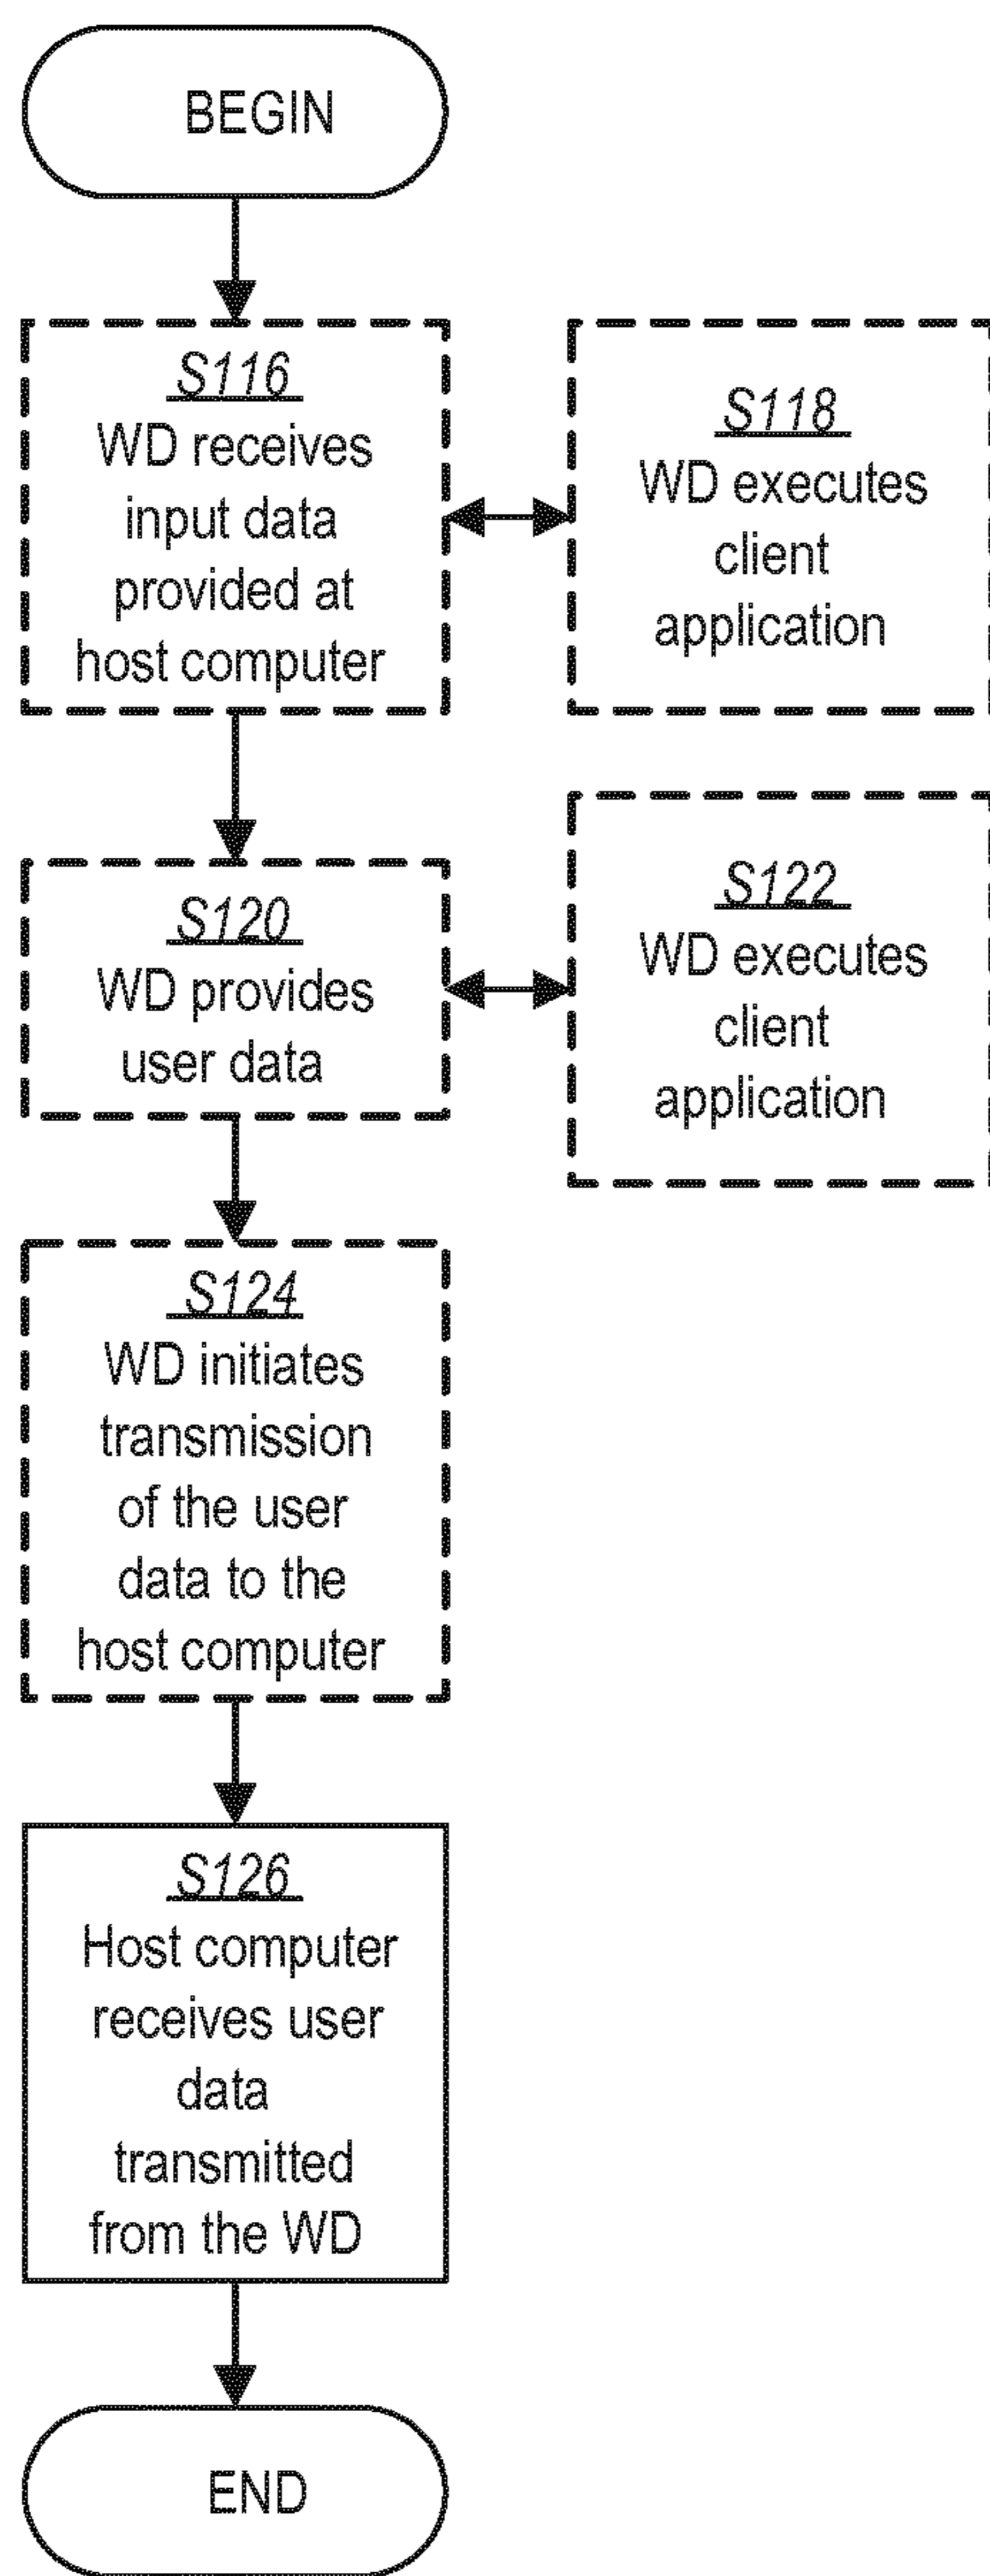 BEGIN
S116
WD receives
input data
provided at
host computer
S118
WD executes
client
application
S120
WD provides
user data
S122
WD executes
client
application
S124
WD initiates
transmission
of the user
data to the
host computer
S126
Host computer
receives user
data
transmitted
from the WD
END